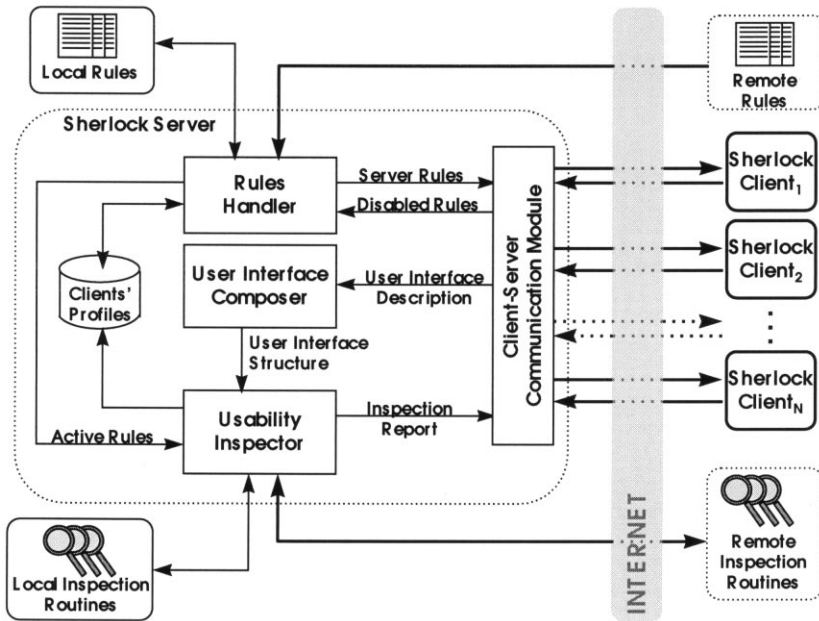 Local Rules
Remote
Rules
Sherlock Server
Rules
Handler
Server Rules
Disabled Rules
Client-Server
Communication Module
Sherlock
Client1
User Interface
Composer
User Interface
Description
Sherlock
Client2
Clients'
Profiles
User Interface
Structure
Sherlock
ClientN
Usability
Inspector
Inspection
Report
Active Rules
INTERNET
Local Inspection
Routines
Remote
Inspection
Routines